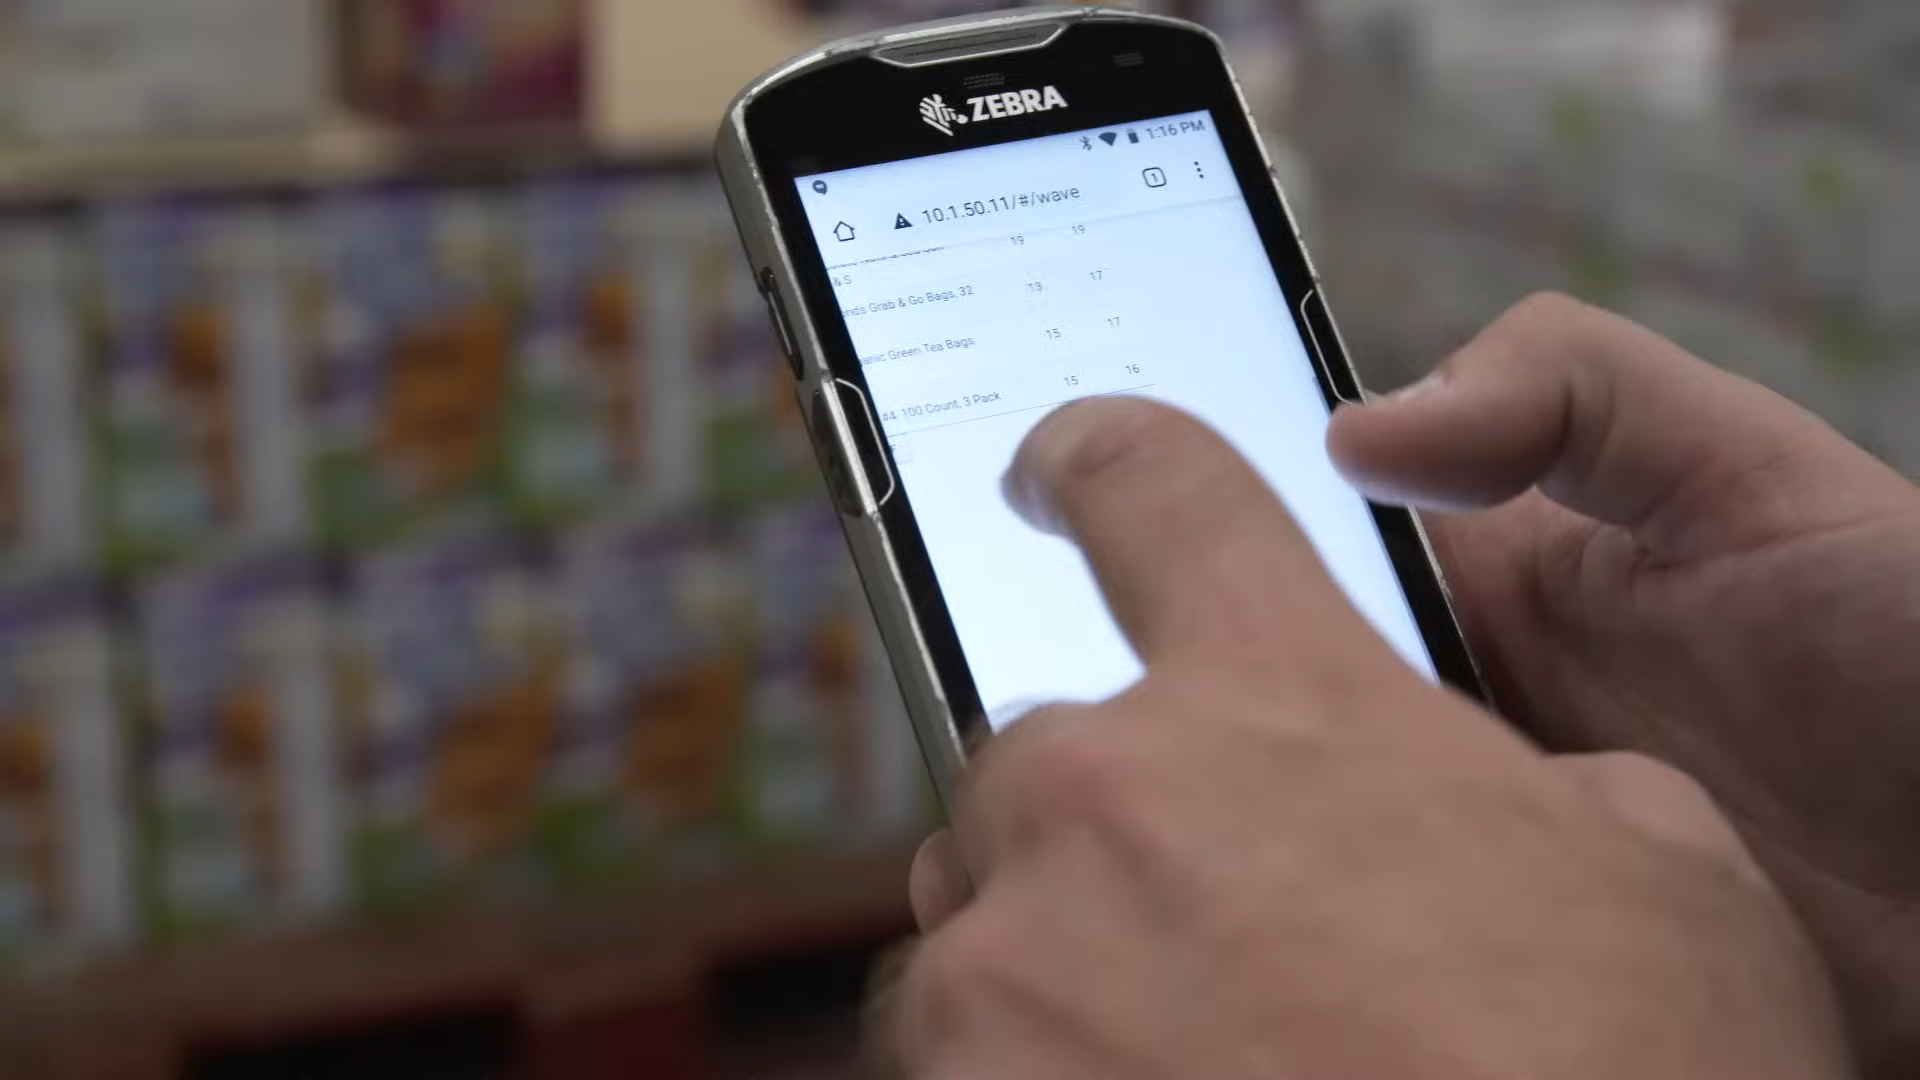 ZEBRA
1:16 PM
10.1.50.11/#/wave
1
19 19
& S
nds Grab & Go Bags, 32 13 17
anic Green Tea Bags, 15 17
#4, 100 Count, 3 Pack 15 16